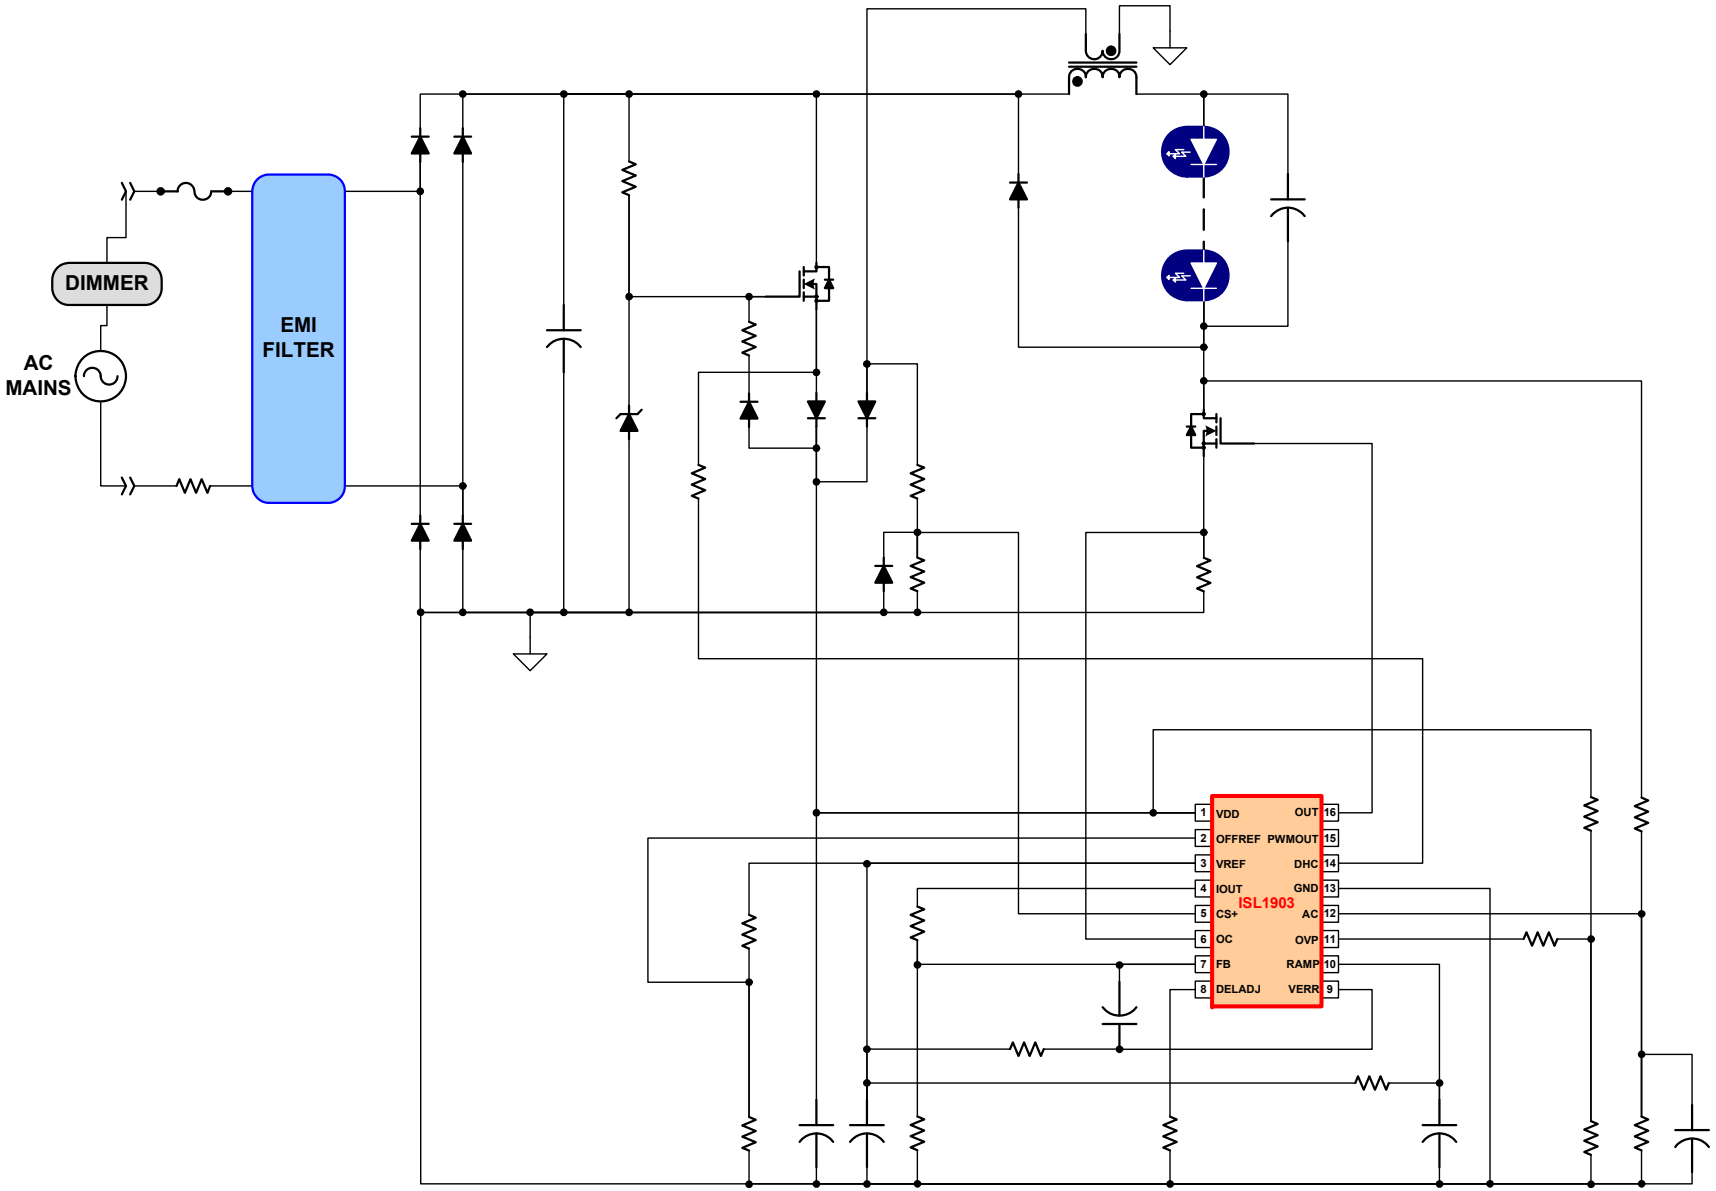 DIMMER
AC
MAINS
EMI
FILTER
1 VDD OUT 16
2 OFFREF PWMOUT 15
3 VREF DHC 14
4 IOUT GND 13
ISL1903
5 CS+ AC 12
6 OC OVP 11
7 FB RAMP 10
8 DELADJ VERR 9